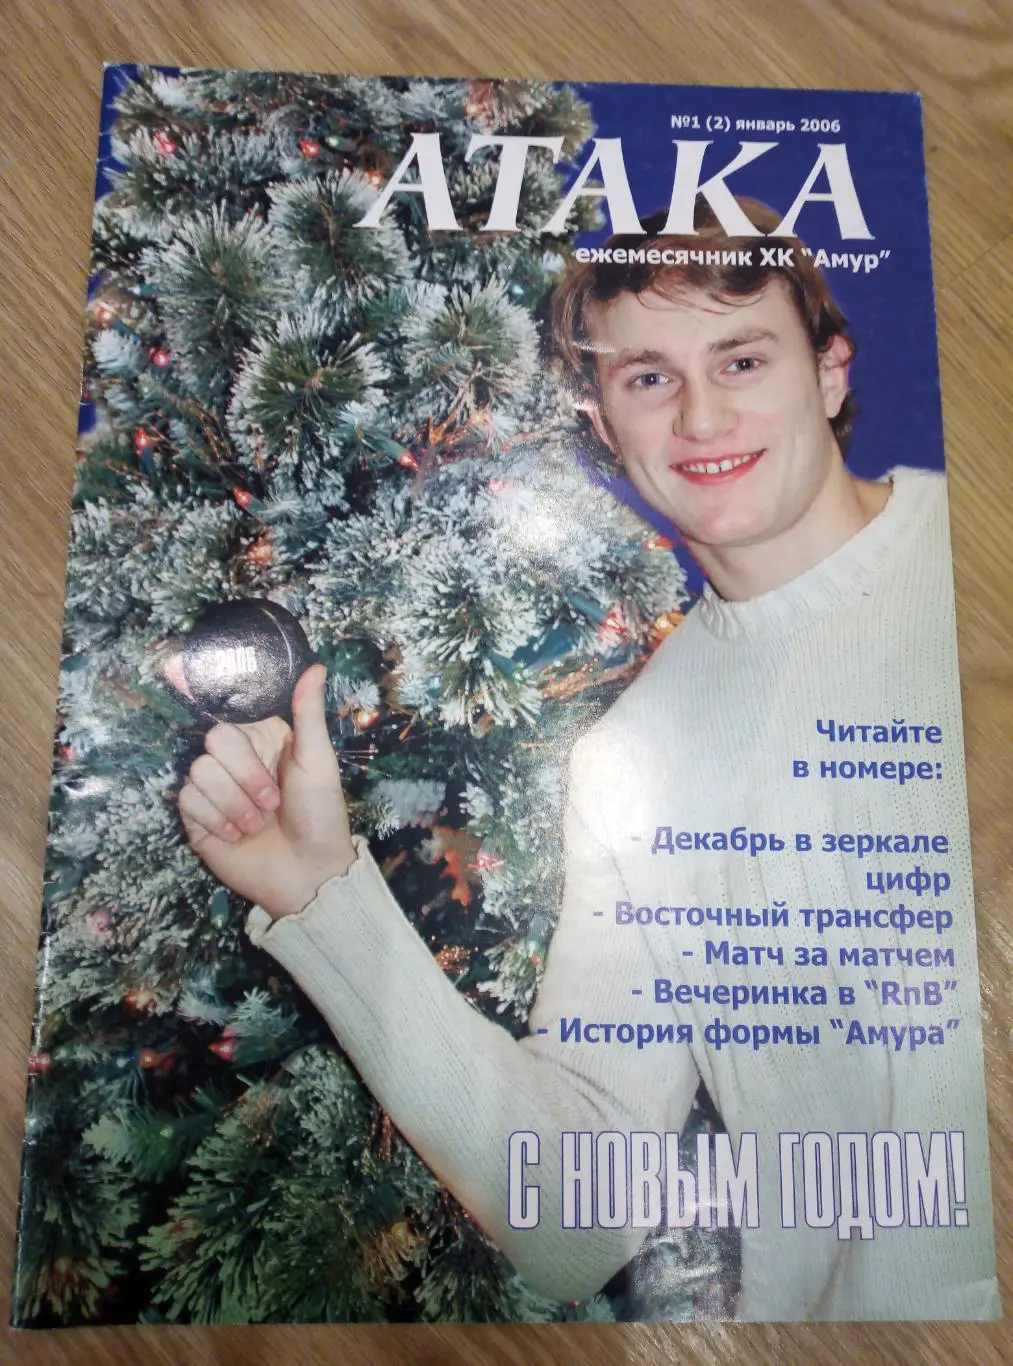 №1 (2) январь 2006
АТАКА
ежемесячник ХК "Амур"
2006
Читайте
в номере:
- Декабрь в зеркале
цифр
- Восточный трансфер
- Матч за матчем
- Вечеринка в "RnB"
- История формы "Амура"
С НОВЫМ ГОДОМ!